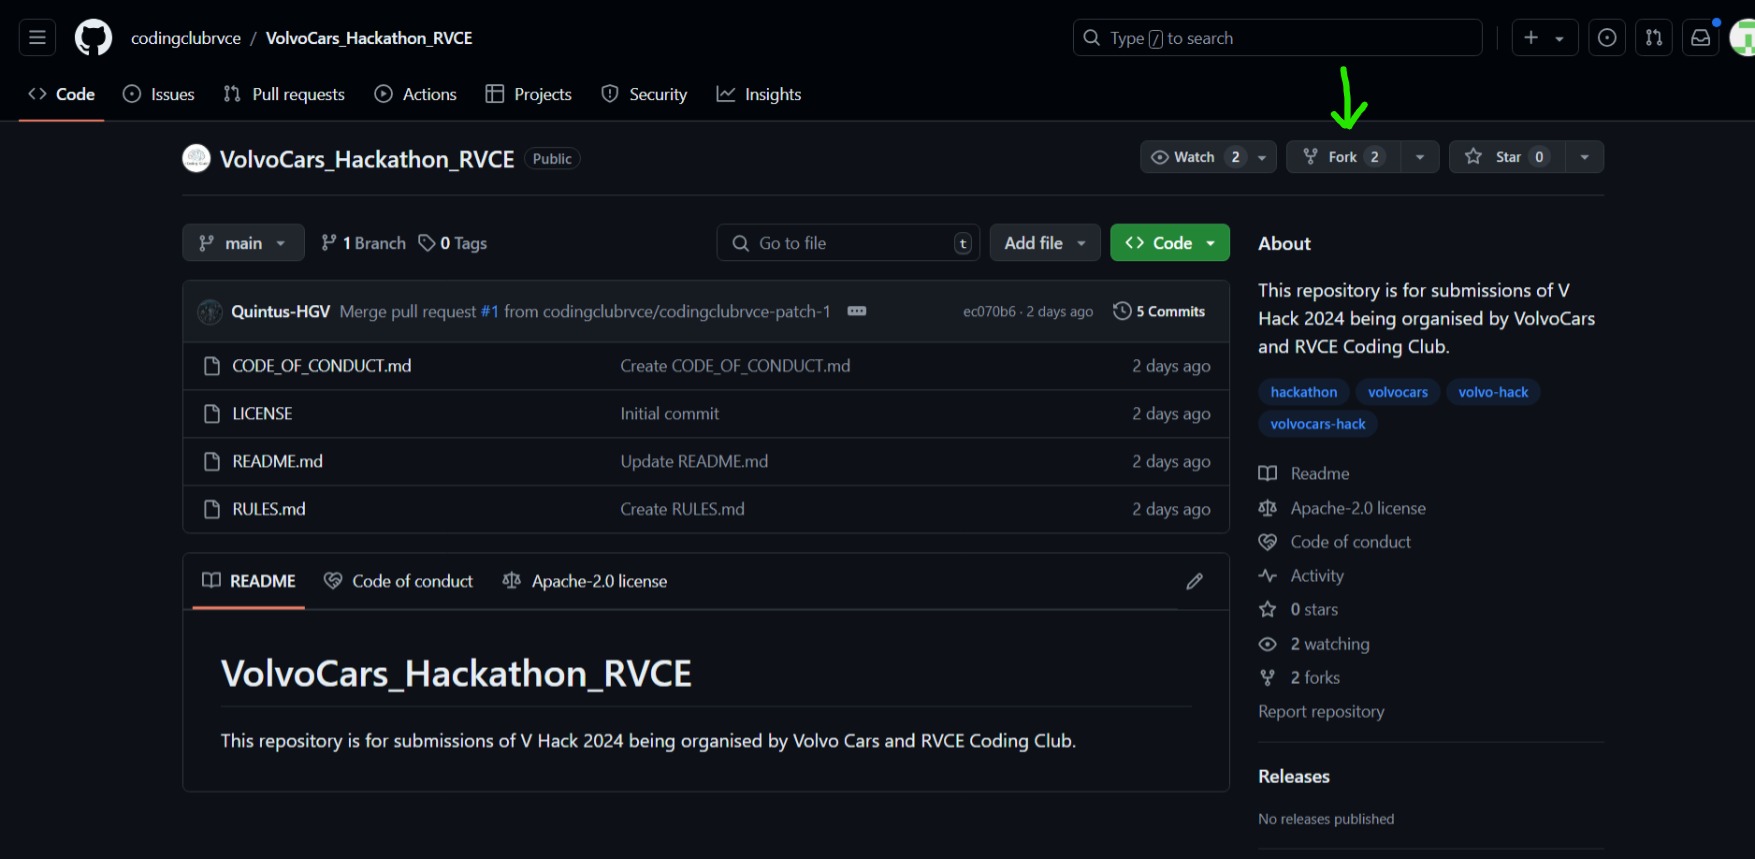 codingclubrvce / VolvoCars_Hackathon_RVCE
Type / to search
Code Issues Pull requests Actions Projects Security Insights
VolvoCars_Hackathon_RVCE Public
Watch 2 Fork 2 Star 0
main 1 Branch 0 Tags
Go to file t
Add file
Code
Quintus-HGV Merge pull request #1 from codingclubrvce/codingclubrvce-patch-1
ec070b6 · 2 days ago 5 Commits
CODE_OF_CONDUCT.md Create CODE_OF_CONDUCT.md 2 days ago
LICENSE Initial commit 2 days ago
README.md Update README.md 2 days ago
RULES.md Create RULES.md 2 days ago
README Code of conduct Apache-2.0 license
VolvoCars_Hackathon_RVCE
This repository is for submissions of V Hack 2024 being organised by Volvo Cars and RVCE Coding Club.
About
This repository is for submissions of V
Hack 2024 being organised by VolvoCars
and RVCE Coding Club.
hackathon volvocars volvo-hack
volvocars-hack
Readme
Apache-2.0 license
Code of conduct
Activity
0 stars
2 watching
2 forks
Report repository
Releases
No releases published